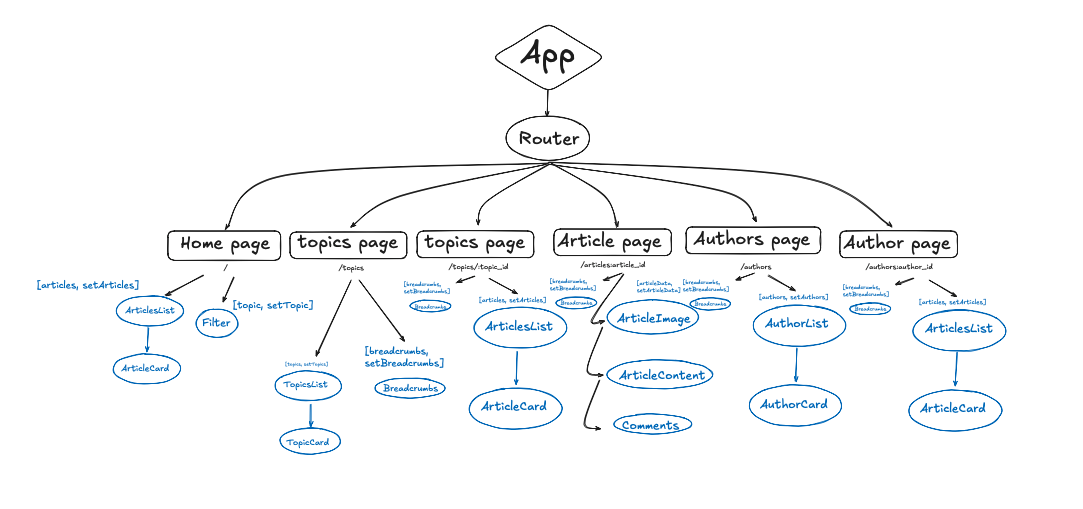 App
Router
Home page
topics page
topics page
Article page
Authors page
Author page
/
/topics
/topics/:topic_id
/articles:article_id
/authors
/authors:author_id
[articles, setArticles]
ArticlesList
ArticleCard
[topic, setTopic]
Filter
[topics, setTopics]
TopicsList
TopicCard
[breadcrumbs,
setBreadcrumbs]
Breadcrumbs
[breadcrumbs,
setBreadcrumbs]
Breadcrumbs
[articles, setArticles]
ArticlesList
ArticleCard
[breadcrumbs,
setBreadcrumbs]
Breadcrumbs
[articleData,
setArticleData]
ArticleImage
ArticleContent
Comments
[breadcrumbs,
setBreadcrumbs]
Breadcrumbs
[authors, setAuthors]
AuthorList
AuthorCard
[breadcrumbs,
setBreadcrumbs]
Breadcrumbs
[articles, setArticles]
ArticlesList
ArticleCard